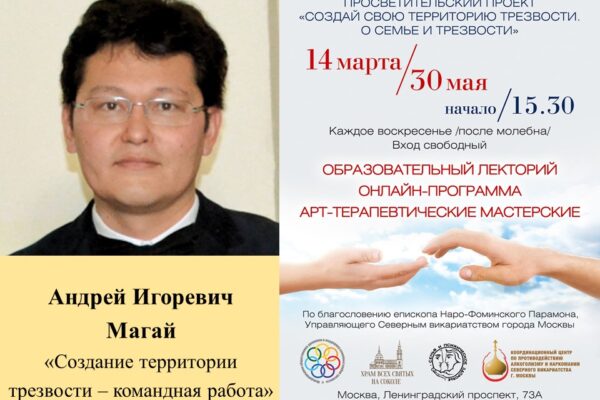 Андрей Игоревич
Магай
«Создание территории
трезвости – командная работа»
ПРОСВЕТИТЕЛЬСКИЙ ПРОЕКТ
«СОЗДАЙ СВОЮ ТЕРРИТОРИЮ ТРЕЗВОСТИ.
О СЕМЬЕ И ТРЕЗВОСТИ»
14 марта/30 мая
начало/15.30
Каждое воскресенье /после молебна/
Вход свободный
ОБРАЗОВАТЕЛЬНЫЙ ЛЕКТОРИЙ
ОНЛАЙН-ПРОГРАММА
АРТ-ТЕРАПЕВТИЧЕСКИЕ МАСТЕРСКИЕ
По благословению епископа Наро-Фоминского Парамона,
Управляющего Северным викариатством города Москвы
ХРАМ ВСЕХ СВЯТЫХ
НА СОКОЛЕ
КООРДИНАЦИОННЫЙ ЦЕНТР
ПО ПРОТИВОДЕЙСТВИЮ
АЛКОГОЛИЗМУ И НАРКОМАНИИ
СЕВЕРНОГО ВИКАРИАТСТВА
Г. МОСКВЫ
Москва, Ленинградский проспект, 73А